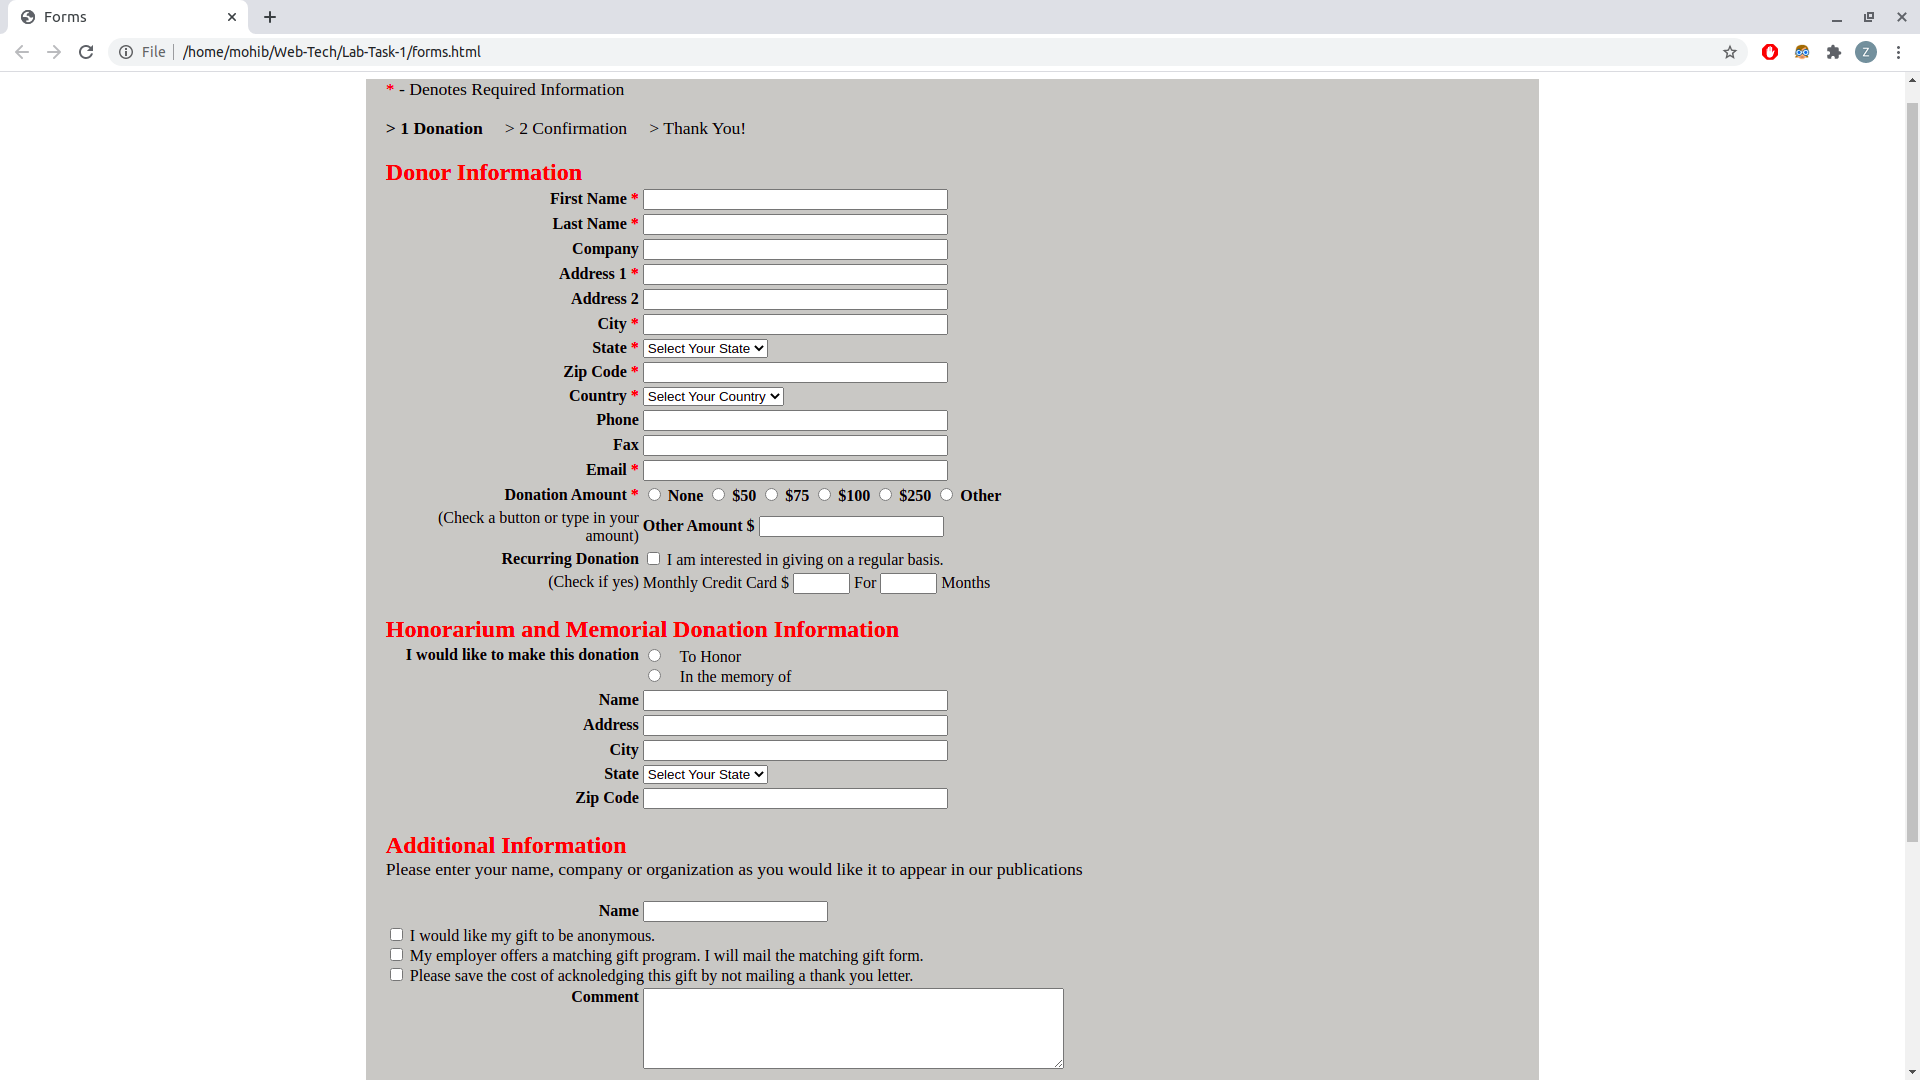 Forms
File /home/mohib/Web-Tech/Lab-Task-1/forms.html
Z
* - Denotes Required Information
> 1 Donation > 2 Confirmation > Thank You!
Donor Information
First Name *
Last Name *
Company
Address 1 *
Address 2
City *
State * Select Your State
Zip Code *
Country * Select Your Country
Phone
Fax
Email *
Donation Amount * None $50 $75 $100 $250 Other
(Check a button or type in your
amount) Other Amount $
Recurring Donation I am interested in giving on a regular basis.
(Check if yes) Monthly Credit Card $ For Months
Honorarium and Memorial Donation Information
I would like to make this donation To Honor
In the memory of
Name
Address
City
State Select Your State
Zip Code
Additional Information
Please enter your name, company or organization as you would like it to appear in our publications
Name
I would like my gift to be anonymous.
My employer offers a matching gift program. I will mail the matching gift form.
Please save the cost of acknoledging this gift by not mailing a thank you letter.
Comment